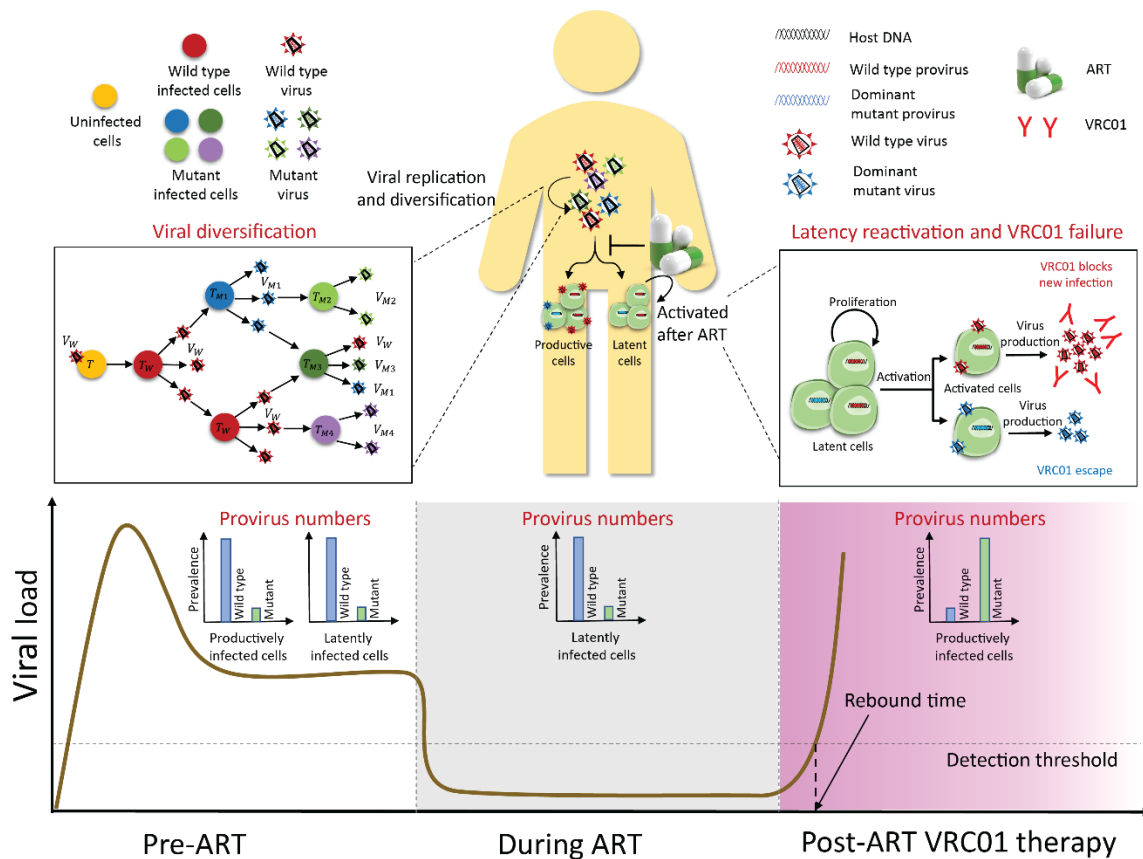 Uninfected
cells
Wild type
infected cells
Wild type
virus
Mutant
infected cells
Mutant
virus
Viral replication
and diversification
Host DNA
Wild type provirus
Dominant
mutant provirus
Wild type virus
Dominant
mutant virus
ART
VRC01
Viral diversification
V_W
T
T_W
V_W
T_M1
V_M1
T_M2
V_M2
T_M3
V_W
V_M3
V_M1
T_W
V_W
T_M4
V_M4
Productive
cells
Latent
cells
Activated
after ART
Latency reactivation and VRC01 failure
Proliferation
Latent cells
Activation
Activated cells
Virus
production
VRC01 blocks
new infection
Virus
production
VRC01 escape
Viral load
Provirus numbers
Prevalence
Wild type
Mutant
Productively
infected cells
Prevalence
Wild type
Mutant
Latently
infected cells
Provirus numbers
Prevalence
Wild type
Mutant
Latently
infected cells
Provirus numbers
Prevalence
Wild type
Mutant
Productively
infected cells
Rebound time
Detection threshold
Pre-ART
During ART
Post-ART VRC01 therapy